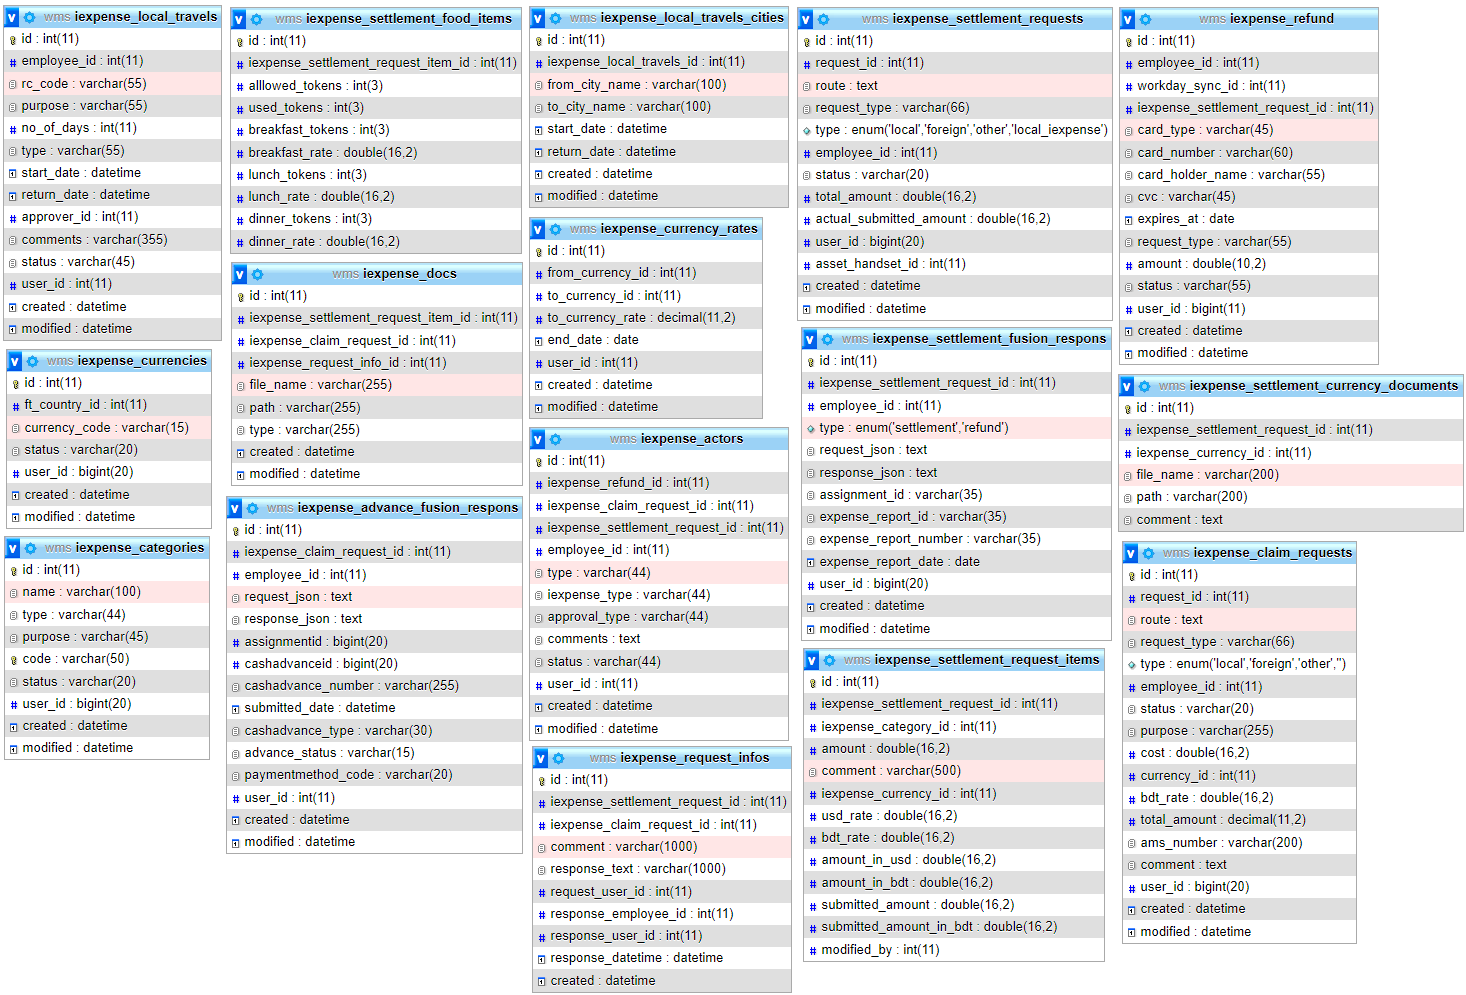 v wms iexpense_local_travels
id : int(11)
employee_id : int(11)
rc_code : varchar(55)
purpose : varchar(55)
no_of_days : int(11)
type : varchar(55)
start_date : datetime
return_date : datetime
approver_id : int(11)
comments : varchar(355)
status : varchar(45)
user_id : int(11)
created : datetime
modified : datetime
v wms iexpense_currencies
id : int(11)
ft_country_id : int(11)
currency_code : varchar(15)
status : varchar(20)
user_id : bigint(20)
created : datetime
modified : datetime
v wms iexpense_categories
id : int(11)
name : varchar(100)
type : varchar(44)
purpose : varchar(45)
code : varchar(50)
status : varchar(20)
user_id : bigint(20)
created : datetime
modified : datetime
v wms iexpense_settlement_food_items
id : int(11)
iexpense_settlement_request_item_id : int(11)
alllowed_tokens : int(3)
used_tokens : int(3)
breakfast_tokens : int(3)
breakfast_rate : double(16,2)
lunch_tokens : int(3)
lunch_rate : double(16,2)
dinner_tokens : int(3)
dinner_rate : double(16,2)
v wms iexpense_docs
id : int(11)
iexpense_settlement_request_item_id : int(11)
iexpense_claim_request_id : int(11)
iexpense_request_info_id : int(11)
file_name : varchar(255)
path : varchar(255)
type : varchar(255)
created : datetime
modified : datetime
v wms iexpense_advance_fusion_respons
id : int(11)
iexpense_claim_request_id : int(11)
employee_id : int(11)
request_json : text
response_json : text
assignmentid : bigint(20)
cashadvanceid : bigint(20)
cashadvance_number : varchar(255)
submitted_date : datetime
cashadvance_type : varchar(30)
advance_status : varchar(15)
paymentmethod_code : varchar(20)
user_id : int(11)
created : datetime
modified : datetime
v wms iexpense_local_travels_cities
id : int(11)
iexpense_local_travels_id : int(11)
from_city_name : varchar(100)
to_city_name : varchar(100)
start_date : datetime
return_date : datetime
created : datetime
modified : datetime
v wms iexpense_currency_rates
id : int(11)
from_currency_id : int(11)
to_currency_id : int(11)
to_currency_rate : decimal(11,2)
end_date : date
user_id : int(11)
created : datetime
modified : datetime
v wms iexpense_actors
id : int(11)
iexpense_refund_id : int(11)
iexpense_claim_request_id : int(11)
iexpense_settlement_request_id : int(11)
employee_id : int(11)
type : varchar(44)
iexpense_type : varchar(44)
approval_type : varchar(44)
comments : text
status : varchar(44)
user_id : int(11)
created : datetime
modified : datetime
v wms iexpense_request_infos
id : int(11)
iexpense_settlement_request_id : int(11)
iexpense_claim_request_id : int(11)
comment : varchar(1000)
response_text : varchar(1000)
request_user_id : int(11)
response_employee_id : int(11)
response_user_id : int(11)
response_datetime : datetime
created : datetime
v wms iexpense_settlement_requests
id : int(11)
request_id : int(11)
route : text
request_type : varchar(66)
type : enum('local','foreign','other','local_iexpense')
employee_id : int(11)
status : varchar(20)
total_amount : double(16,2)
actual_submitted_amount : double(16,2)
user_id : bigint(20)
asset_handset_id : int(11)
created : datetime
modified : datetime
v wms iexpense_settlement_fusion_respons
id : int(11)
iexpense_settlement_request_id : int(11)
employee_id : int(11)
type : enum('settlement','refund')
request_json : text
response_json : text
assignment_id : varchar(35)
expense_report_id : varchar(35)
expense_report_number : varchar(35)
expense_report_date : date
user_id : bigint(20)
created : datetime
modified : datetime
v wms iexpense_settlement_request_items
id : int(11)
iexpense_settlement_request_id : int(11)
iexpense_category_id : int(11)
amount : double(16,2)
comment : varchar(500)
iexpense_currency_id : int(11)
usd_rate : double(16,2)
bdt_rate : double(16,2)
amount_in_usd : double(16,2)
amount_in_bdt : double(16,2)
submitted_amount : double(16,2)
submitted_amount_in_bdt : double(16,2)
modified_by : int(11)
v wms iexpense_refund
id : int(11)
employee_id : int(11)
workday_sync_id : int(11)
iexpense_settlement_request_id : int(11)
card_type : varchar(45)
card_number : varchar(60)
card_holder_name : varchar(55)
cvc : varchar(45)
expires_at : date
request_type : varchar(55)
amount : double(10,2)
status : varchar(55)
user_id : bigint(11)
created : datetime
modified : datetime
v wms iexpense_settlement_currency_documents
id : int(11)
iexpense_settlement_request_id : int(11)
iexpense_currency_id : int(11)
file_name : varchar(200)
path : varchar(200)
comment : text
v wms iexpense_claim_requests
id : int(11)
request_id : int(11)
route : text
request_type : varchar(66)
type : enum('local','foreign','other','')
employee_id : int(11)
status : varchar(20)
purpose : varchar(255)
cost : double(16,2)
currency_id : int(11)
bdt_rate : double(16,2)
total_amount : decimal(11,2)
ams_number : varchar(200)
comment : text
user_id : bigint(20)
created : datetime
modified : datetime